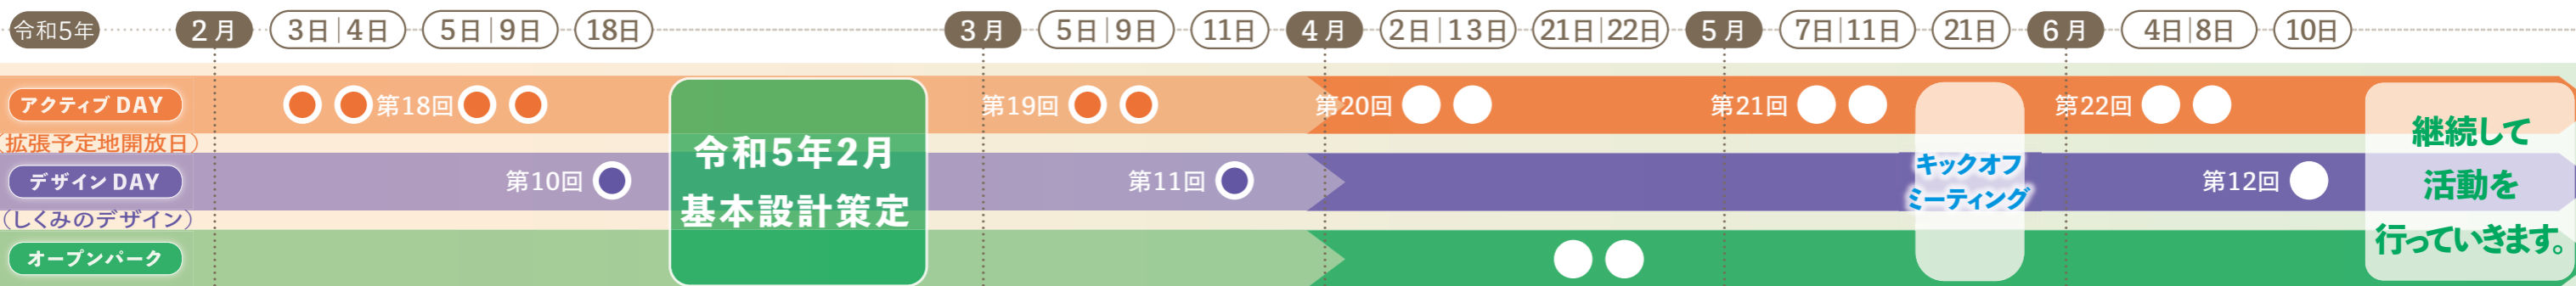 令和5年 2月 3日|4日 5日|9日 18日 3月 5日|9日 11日 4月 2日|13日 21日|22日 5月 7日|11日 21日 6月 4日|8日 10日
アクティブDAY 第18回 第19回 第20回 第21回 第22回
(拡張予定地開放日)
デザインDAY 第10回 第11回 第12回
(しくみのデザイン)
オープンパーク
令和5年2月
基本設計策定
キックオフ
ミーティング
継続して
活動を
行っていきます。